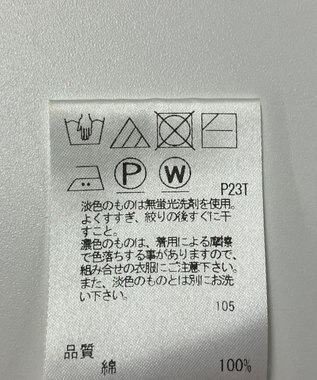 P W
P23T
淡色のものは無蛍光洗剤を使用。
よくすすぎ、絞りの後すぐに干
すこと。
濃色のものは、着用による摩擦
で色落ちする事がありますので、
組み合せの衣服にご注意下さい。
また、淡色のものとは別にお洗
い下さい。
105
品質
綿 100%